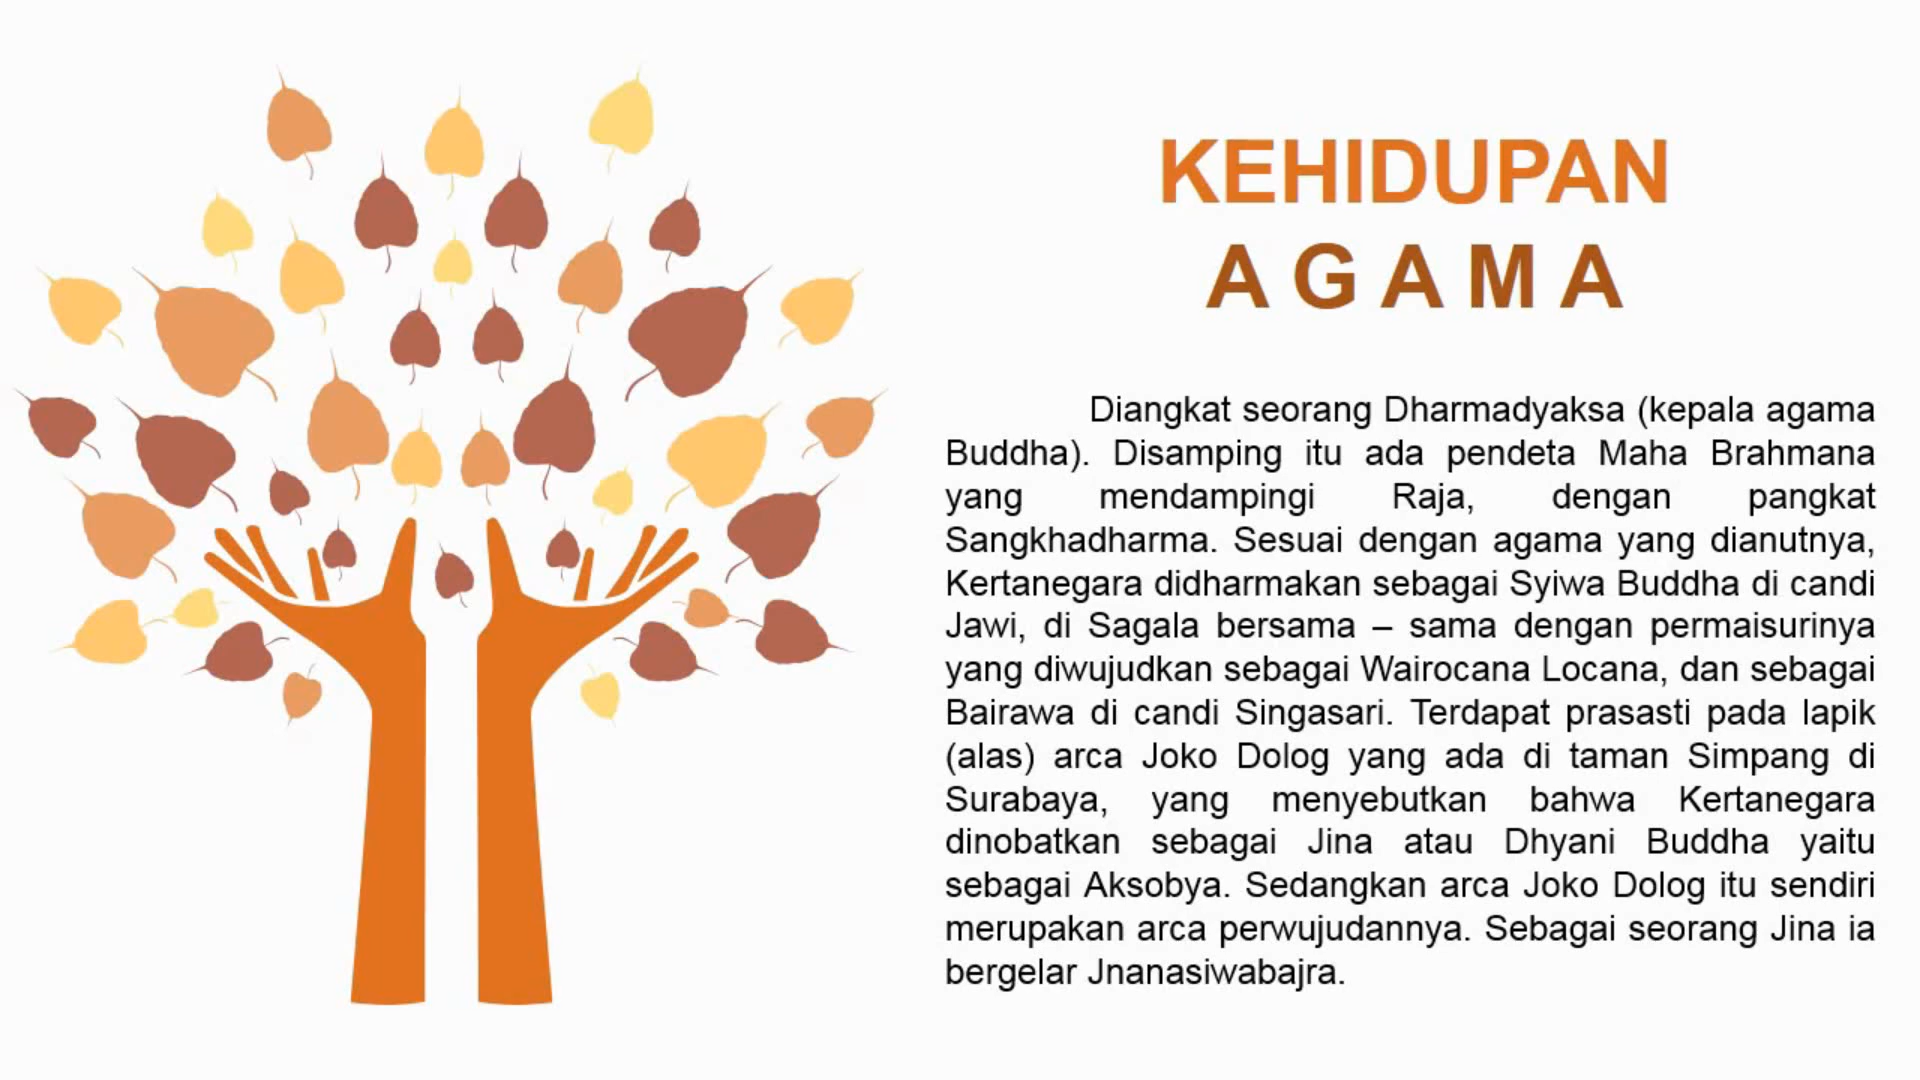 KEHIDUPAN
AGAMA
Diangkat seorang Dharmadyaksa (kepala agama
Buddha). Disamping itu ada pendeta Maha Brahmana
yang mendampingi Raja, dengan pangkat
Sangkhadharma. Sesuai dengan agama yang dianutnya,
Kertanegara didharmakan sebagai Syiwa Buddha di candi
Jawi, di Sagala bersama – sama dengan permaisurinya
yang diwujudkan sebagai Wairocana Locana, dan sebagai
Bairawa di candi Singasari. Terdapat prasasti pada lapik
(alas) arca Joko Dolog yang ada di taman Simpang di
Surabaya, yang menyebutkan bahwa Kertanegara
dinobatkan sebagai Jina atau Dhyani Buddha yaitu
sebagai Aksobya. Sedangkan arca Joko Dolog itu sendiri
merupakan arca perwujudannya. Sebagai seorang Jina ia
bergelar Jnanasiwabajra.